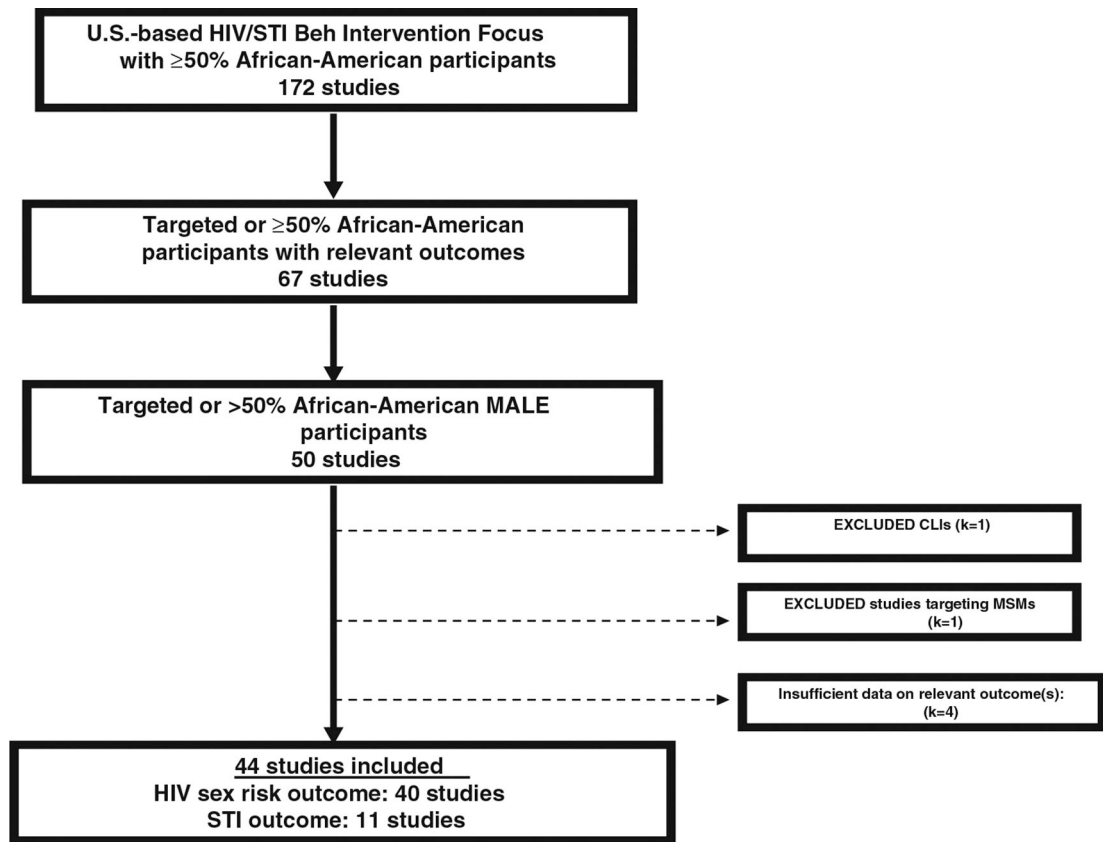 U.S.-based HIV/STI Beh Intervention Focus
with ≥50% African-American participants
172 studies
Targeted or ≥50% African-American
participants with relevant outcomes
67 studies
Targeted or >50% African-American MALE
participants
50 studies
EXCLUDED CLIs (k=1)
EXCLUDED studies targeting MSMs
(k=1)
Insufficient data on relevant outcome(s):
(k=4)
44 studies included
HIV sex risk outcome: 40 studies
STI outcome: 11 studies